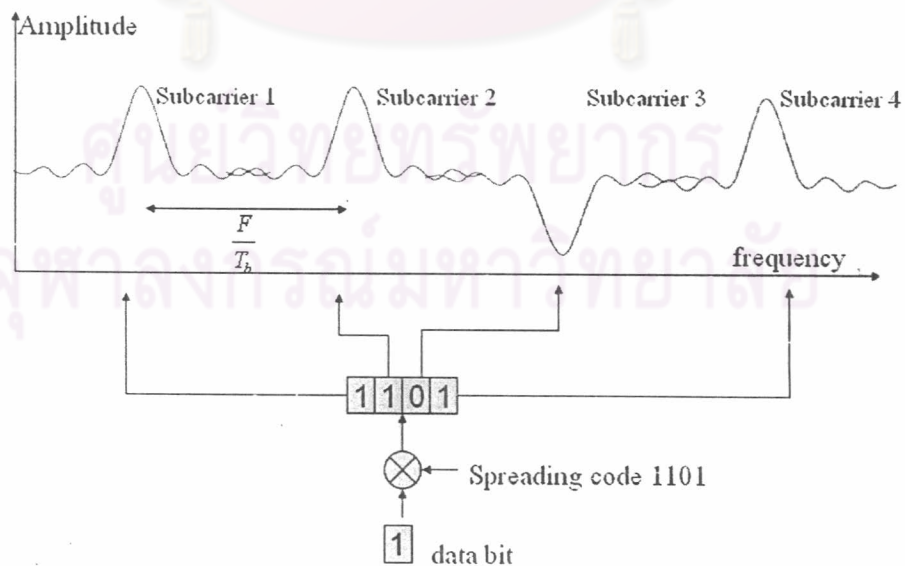 Amplitude
Subcarrier 1 Subcarrier 2 Subcarrier 3 Subcarrier 4
ศูนย์วิทยทรัพยากร
F
T_b
frequency
จุฬาลงกรณ์มหาวิทยาลัย
1 1 0 1
Spreading code 1101
1 data bit